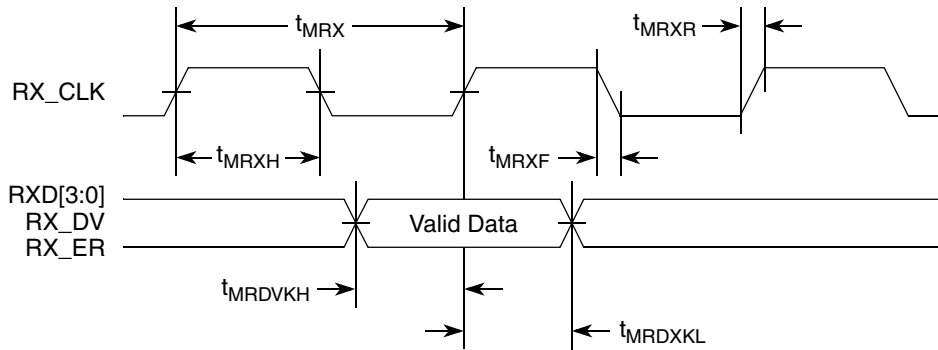 tMRX
tMRXR
RX_CLK
tMRXH
tMRXF
RXD[3:0]
RX_DV
Valid Data
RX_ER
tMRDVKH
tMRDXKL